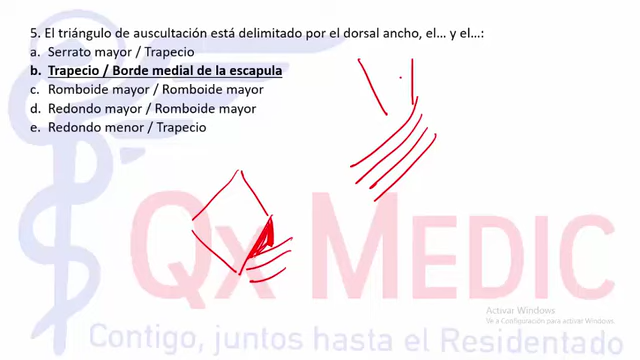 5. El triángulo de auscultación está delimitado por el dorsal ancho, el... y el...:
a. Serrato mayor / Trapecio
b. Trapecio / Borde medial de la escapula
c. Romboide mayor / Romboide mayor
d. Redondo mayor / Romboide mayor
e. Redondo menor / Trapecio
QX MEDIC
Activar Windows
Ve a Configuración para activar Windows.
Contigo, juntos hasta el Residentado